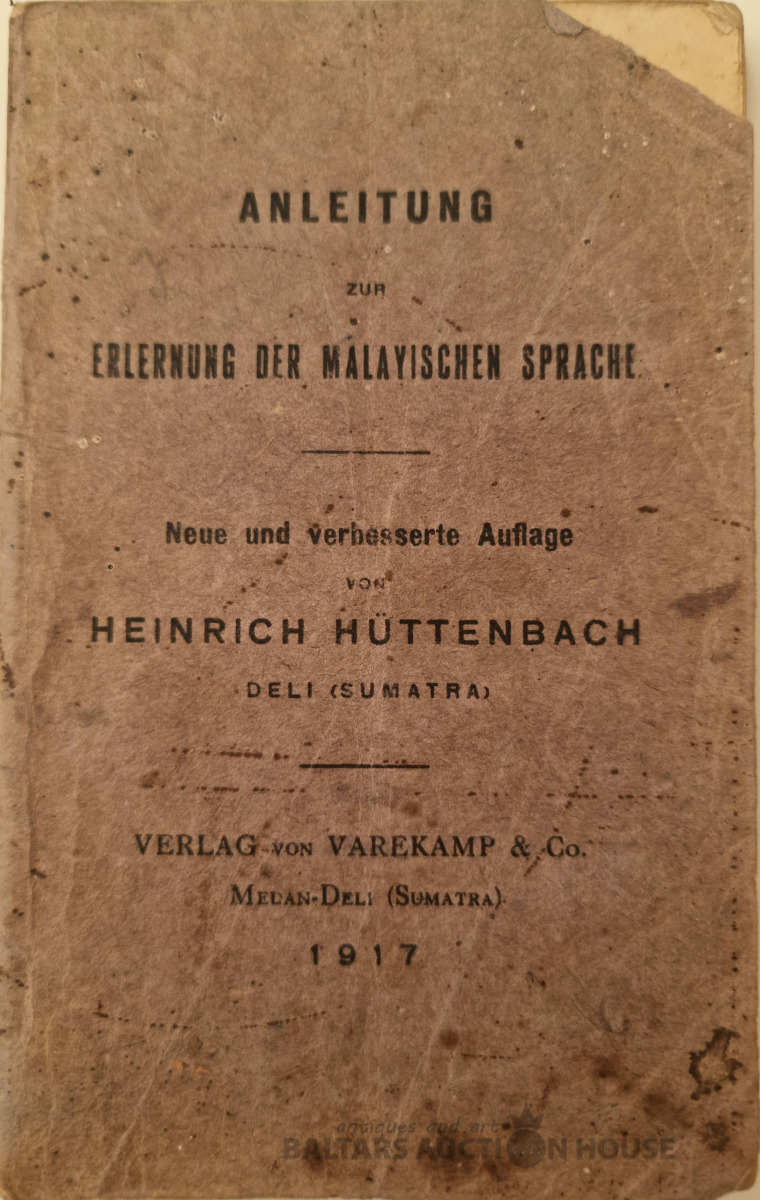 ANLEITUNG
ZUR
ERLERNUNG DER MALAYISCHEN SPRACHE
Neue und verbesserte Auflage
VON
HEINRICH HÜTTENBACH
DELI (SUMATRA)
VERLAG VON VAREKAMP & Co.
MEDAN-DELI (SUMATRA)
1917
antiques and art
BALTARS AUCTION HOUSE